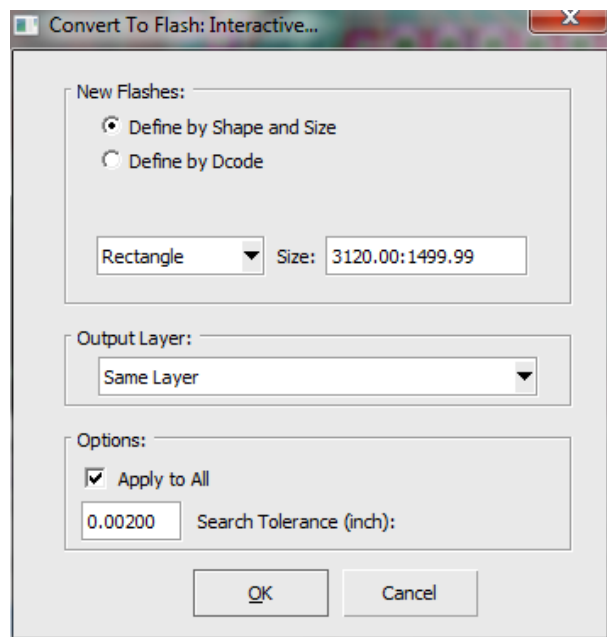 Convert To Flash: Interactive...
New Flashes:
Define by Shape and Size
Define by Dcode
Rectangle Size: 3120.00:1499.99
Output Layer:
Same Layer
Options:
Apply to All
0.00200 Search Tolerance (inch):
OK Cancel